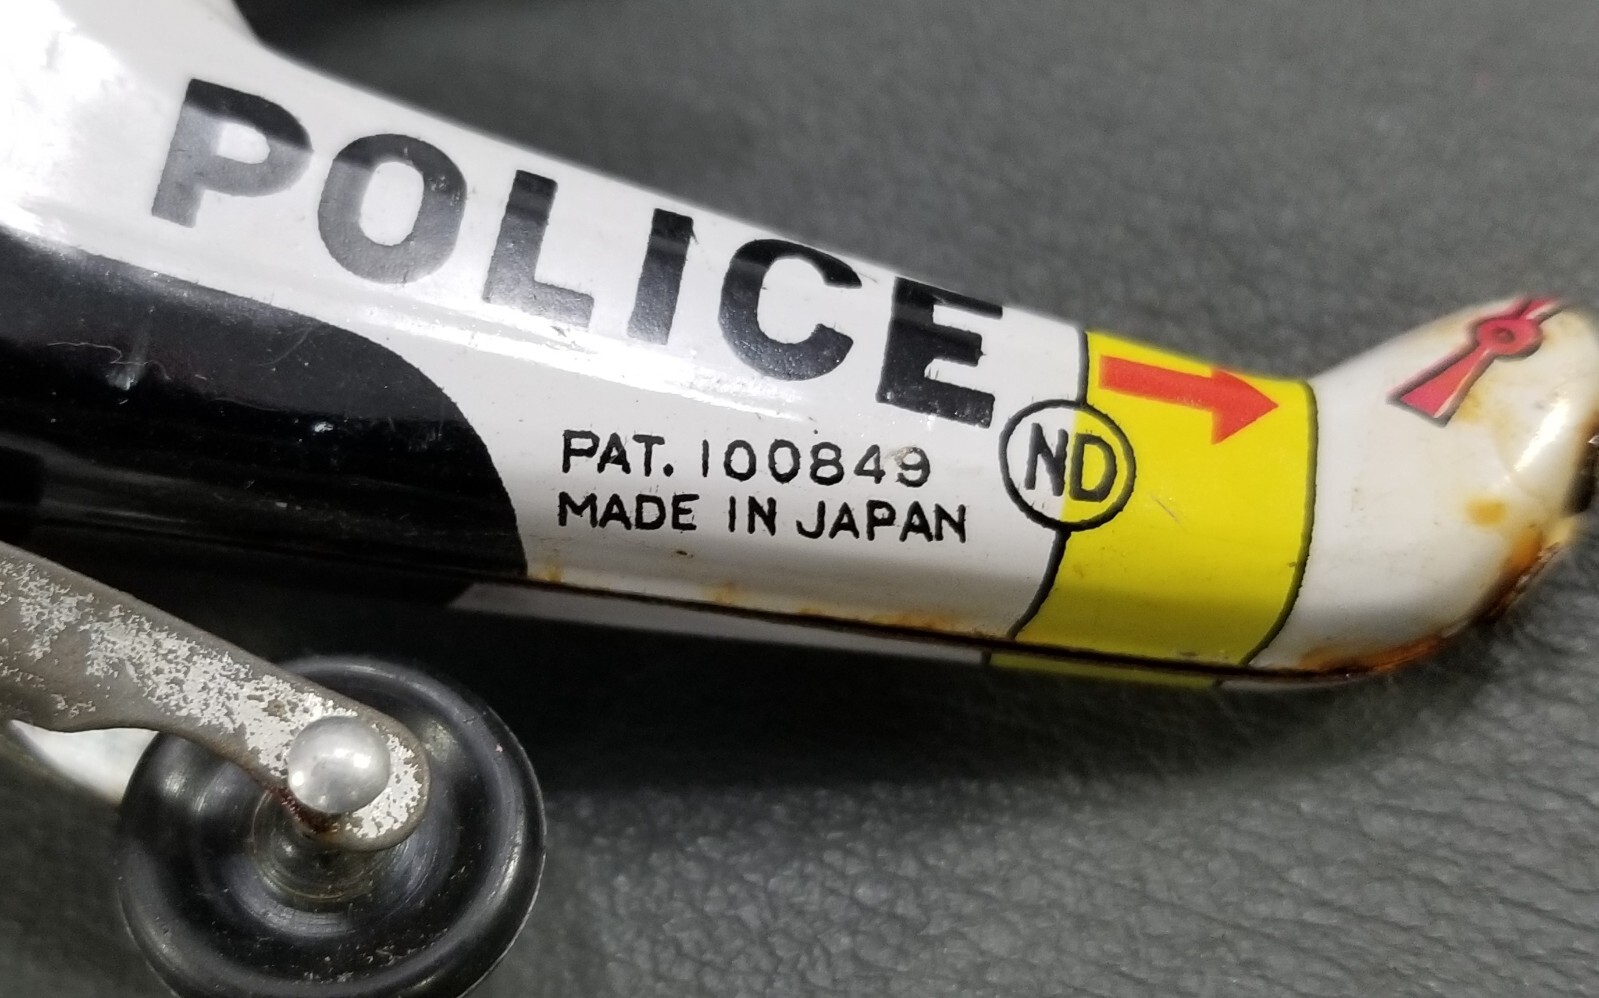 POLICE
PAT. 100849
MADE IN JAPAN
ND